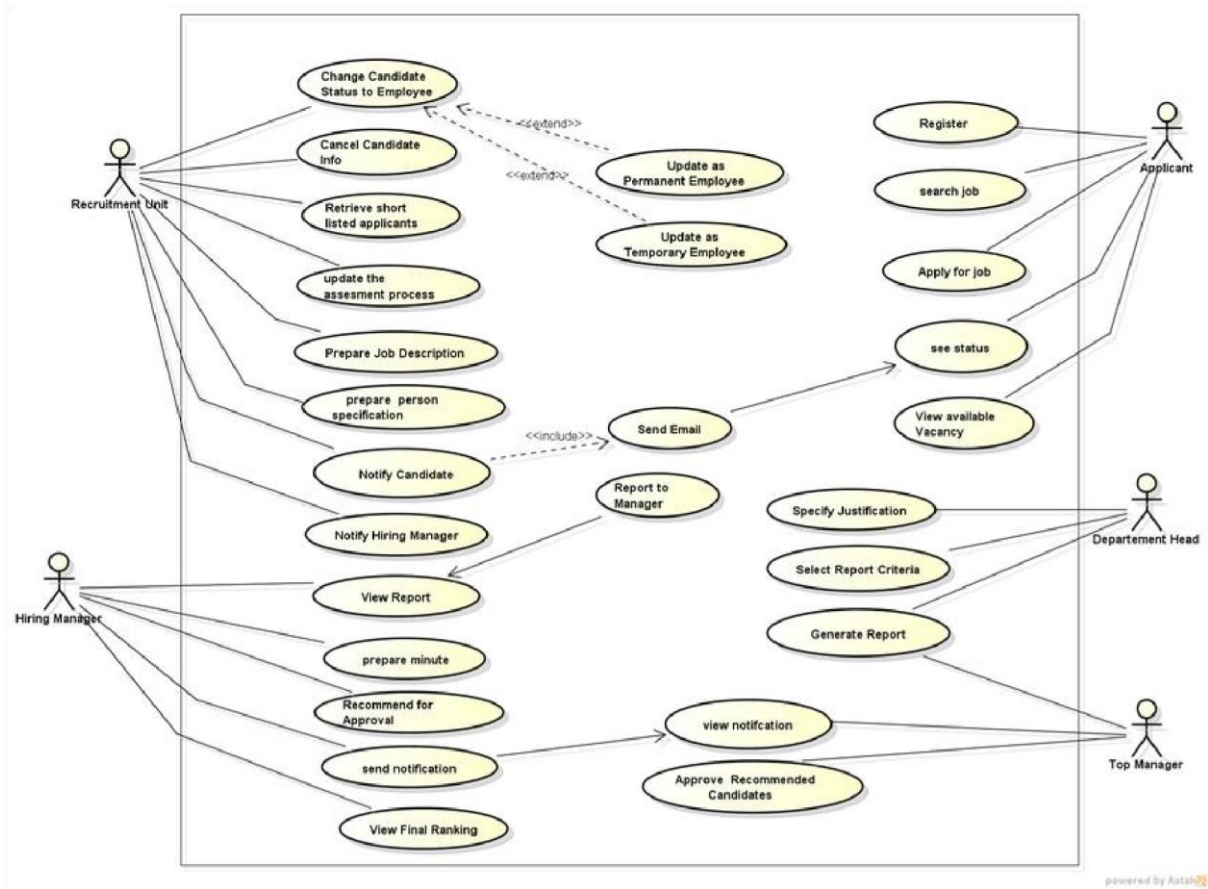 Change Candidate
Status to Employee
<<extend>>
Register
Cancel Candidate
Info
Update as
Permanent Employee
Applicant
<<extend>>
search job
Recruitment Unit
Retrieve short
listed applicants
Update as
Temporary Employee
Apply for job
update the
assesment process
see status
Prepare Job Description
prepare person
specification
View available
Vacancy
Send Email
<<include>>
Notify Candidate
Report to
Manager
Specify Justification
Notify Hiring Manager
Departement Head
Select Report Criteria
View Report
Hiring Manager
Generate Report
prepare minute
Recommend for
Approval
view notifcation
send notification
Top Manager
Approve Recommended
Candidates
View Final Ranking
powered by Astah